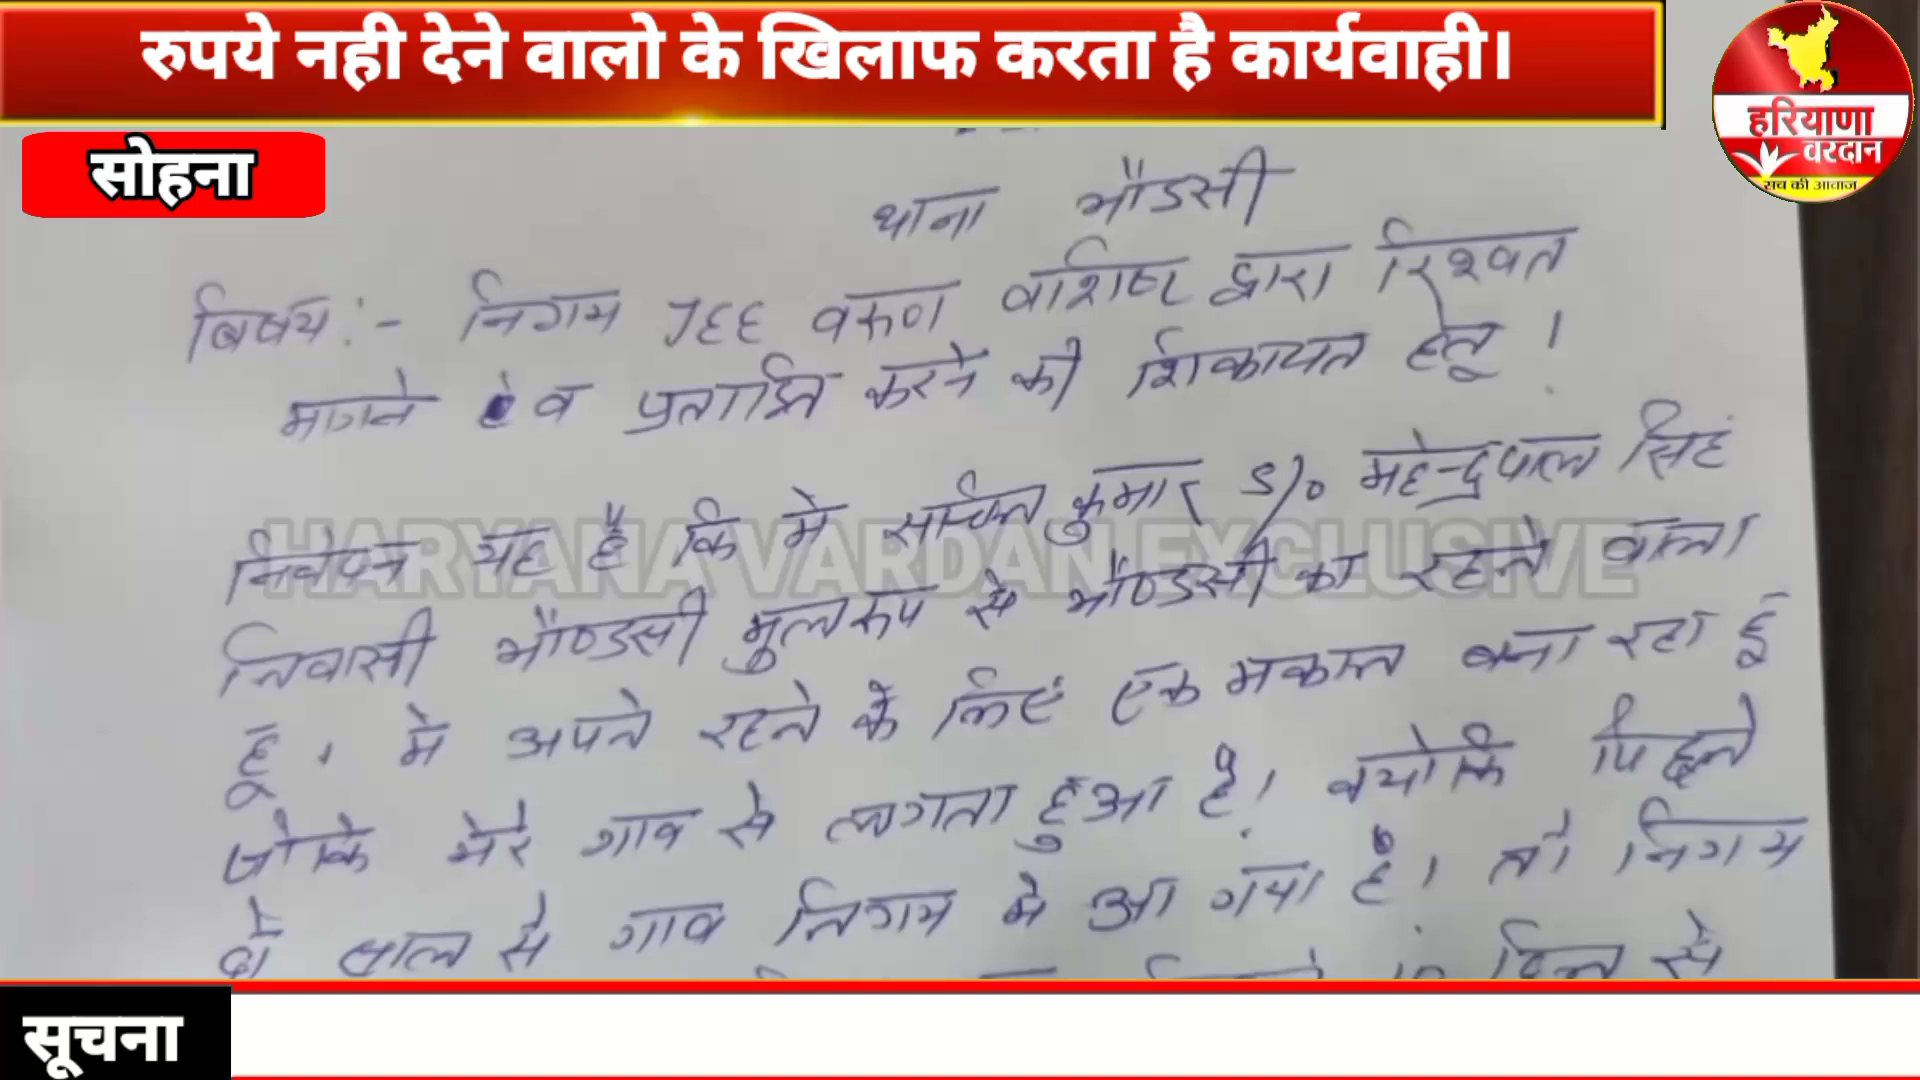 रुपये नही देने वालो के खिलाफ करता है कार्यवाही।
हरियाणा
वरदान
सच की आवाज
सोहना
थाना भौडसी
बिषय :- निगम JEE वरुण वशिष्ट द्वारा रिश्वत
मागने एंव प्रताडित करने की शिकायत हेतू।
निवेदन यह है कि मे सचिन कुमार S/o महेन्द्रपाल सिहं
HARYANA VARDAN EXCLUSIVE
निवासी भौण्डसी मुलरुप से भौण्डसी का रहने वाला
हूं। मे अपने रहने के लिएं एक मकान बना रहा हूं
जोकि मेरे गाव से लगता हुआ है। क्योकि पिछले
दो साल से गाव निगम मे आ गया है। तो निगम
10 दिन से
सूचना